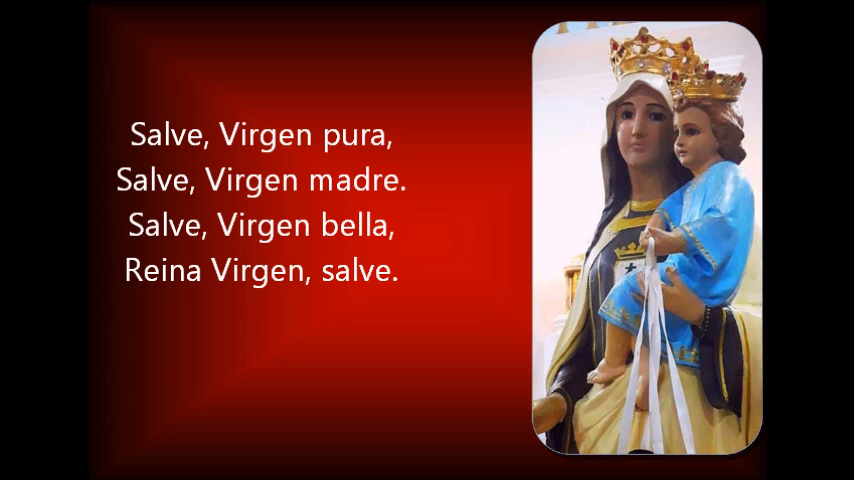 Salve, Virgen pura,
Salve, Virgen madre.
Salve, Virgen bella,
Reina Virgen, salve.